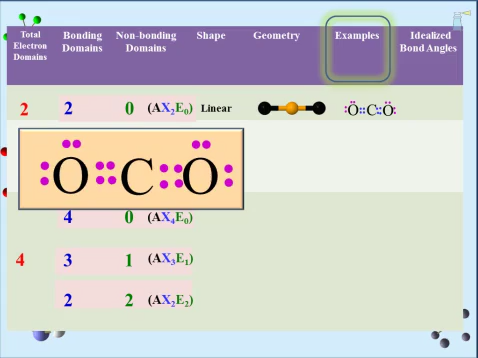 Total Electron Domains
Bonding Domains
Non-bonding Domains
Shape
Geometry
Examples
Idealized Bond Angles
2 2 0 (AX₂E₀) Linear :O::C::O:
O C O
4 0 (AX₄E₀)
4 3 1 (AX₃E₁)
2 2 (AX₂E₂)